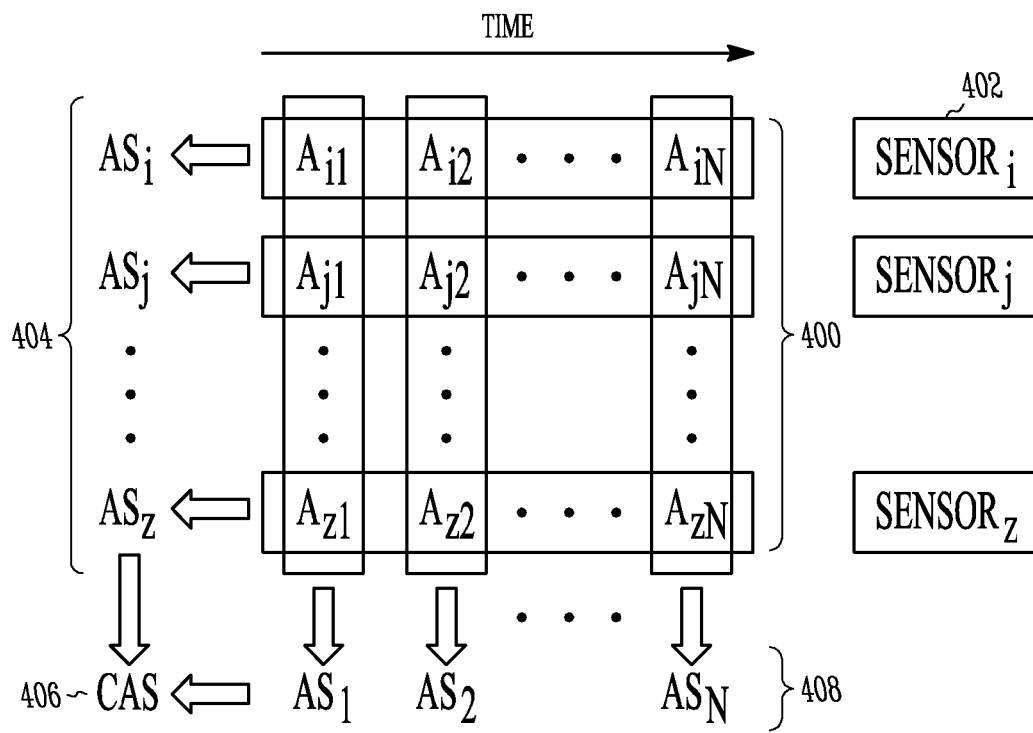 TIME
402
AS_i A_i1 A_i2 . . . A_iN SENSOR_i
AS_j A_j1 A_j2 . . . A_jN SENSOR_j
404 400
AS_z A_z1 A_z2 . . . A_zN SENSOR_z
. . .
406 ~ CAS AS_1 AS_2 AS_N 408